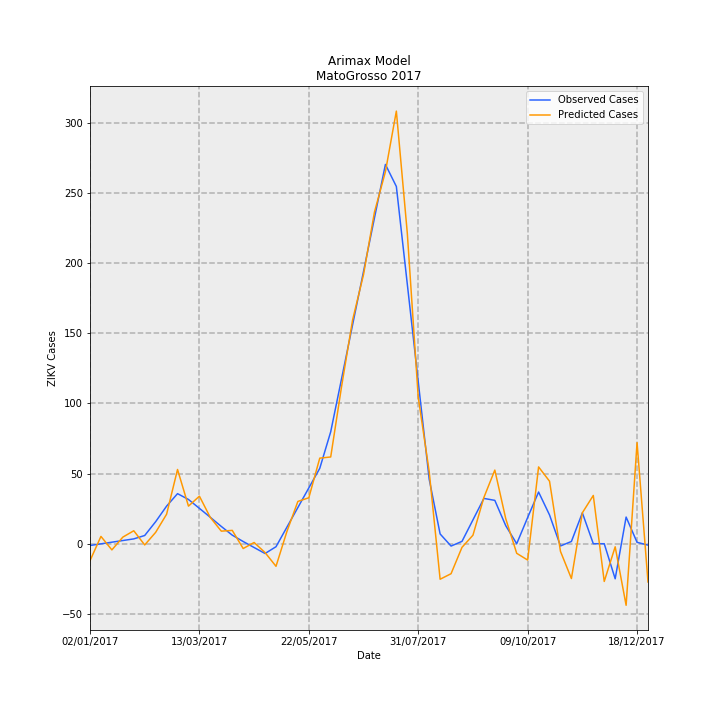 Arimax Model
MatoGrosso 2017
Observed Cases
Predicted Cases
300
250
200
150
100
50
0
−50
ZIKV Cases
02/01/2017 13/03/2017 22/05/2017 31/07/2017 09/10/2017 18/12/2017
Date